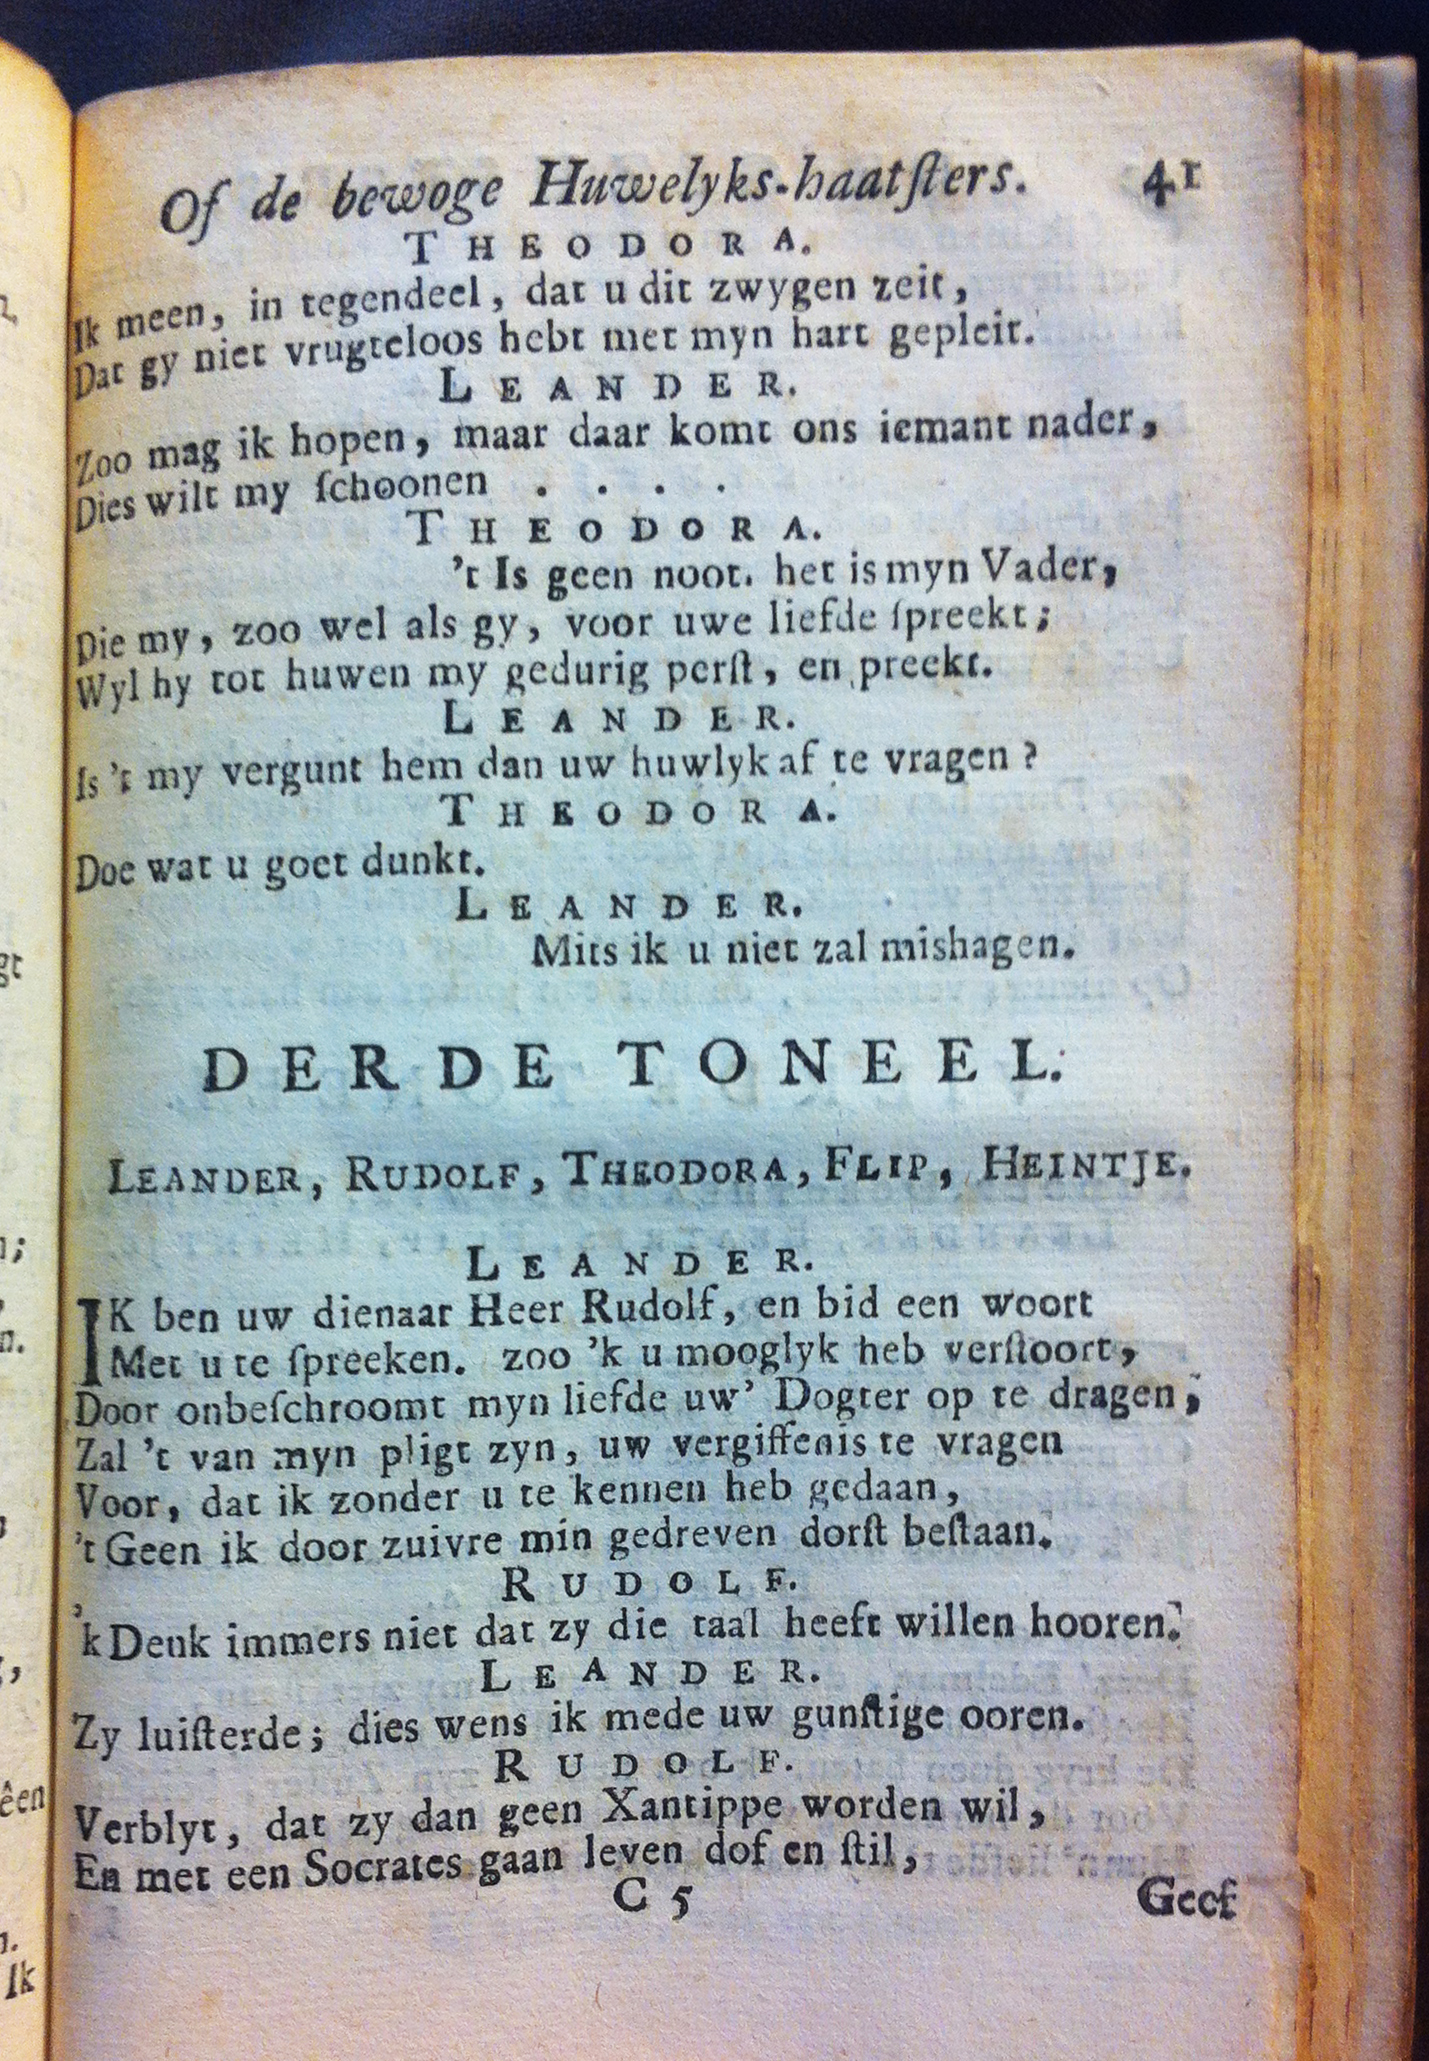 Of de bewoge Huwelyks-haatſters. 41
THEODORA.
Ik meen, in tegendeel, dat u dit zwygen zeit,
Dat gy niet vrugteloos hebt met myn hart gepleit.
LEANDER.
Zoo mag ik hopen, maar daar komt ons iemant nader,
Dies wilt my ſchoonen . . . .
THEODORA.
't Is geen noot. het is myn Vader,
Die my, zoo wel als gy, voor uwe liefde ſpreekt;
Wyl hy tot huwen my gedurig perſt, en preekt.
LEANDER.
Is 't my vergunt hem dan uw huwlyk af te vragen?
THEODORA.
Doe wat u goet dunkt.
LEANDER.
Mits ik u niet zal mishagen.
DERDE TONEEL.
LEANDER, RUDOLF, THEODORA, FLIP, HEINTJE.
LEANDER.
IK ben uw dienaar Heer Rudolf, en bid een woort
Met u te ſpreeken. zoo 'k u mooglyk heb verſtoort,
Door onbeſchroomt myn liefde uw' Dogter op te dragen;
Zal 't van myn pligt zyn, uw vergiffenis te vragen
Voor, dat ik zonder u te kennen heb gedaan,
't Geen ik door zuivre min gedreven dorſt beſtaan.
RUDOLF.
'k Denk immers niet dat zy die taal heeft willen hooren.
LEANDER.
Zy luiſterde; dies wens ik mede uw gunſtige ooren.
RUDOLF.
Verblyt, dat zy dan geen Xantippe worden wil,
En met een Socrates gaan leven dof en ſtil,
C 5 Geef
gt
n;
n.
êen
n.
Ik